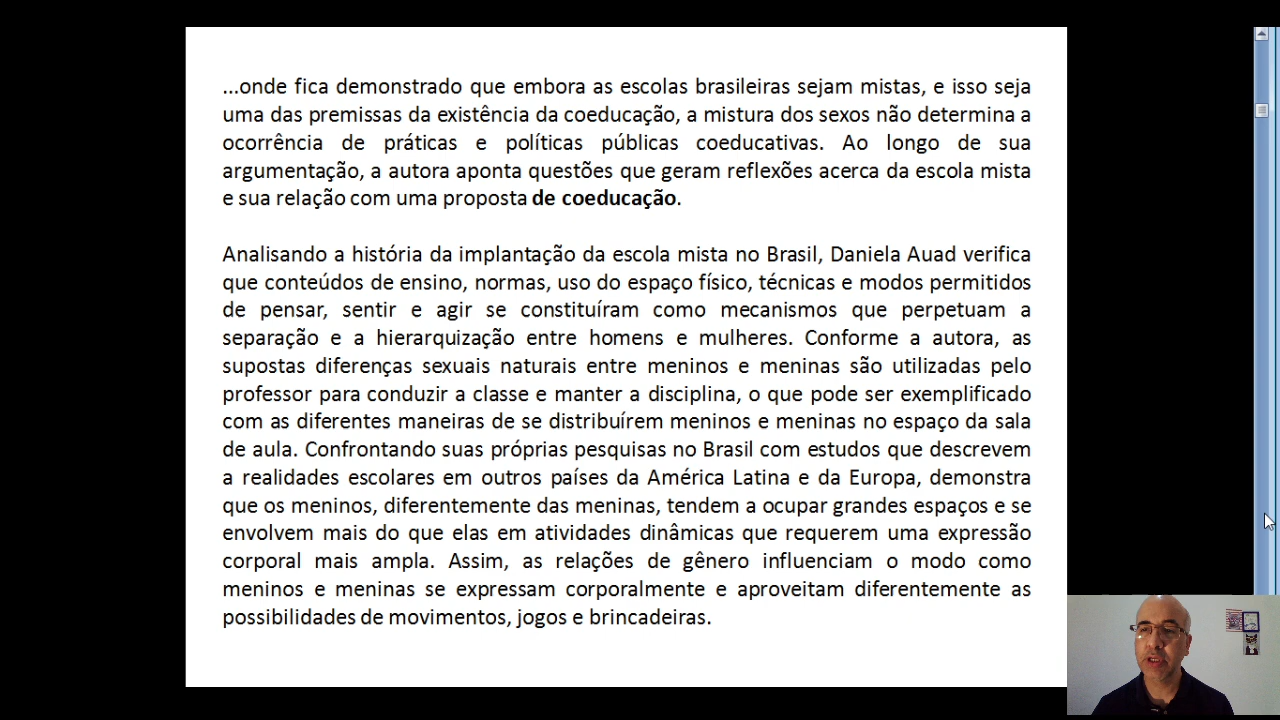 ...onde fica demonstrado que embora as escolas brasileiras sejam mistas, e isso seja
uma das premissas da existência da coeducação, a mistura dos sexos não determina a
ocorrência de práticas e políticas públicas coeducativas. Ao longo de sua
argumentação, a autora aponta questões que geram reflexões acerca da escola mista
e sua relação com uma proposta de coeducação.
Analisando a história da implantação da escola mista no Brasil, Daniela Auad verifica
que conteúdos de ensino, normas, uso do espaço físico, técnicas e modos permitidos
de pensar, sentir e agir se constituíram como mecanismos que perpetuam a
separação e a hierarquização entre homens e mulheres. Conforme a autora, as
supostas diferenças sexuais naturais entre meninos e meninas são utilizadas pelo
professor para conduzir a classe e manter a disciplina, o que pode ser exemplificado
com as diferentes maneiras de se distribuírem meninos e meninas no espaço da sala
de aula. Confrontando suas próprias pesquisas no Brasil com estudos que descrevem
a realidades escolares em outros países da América Latina e da Europa, demonstra
que os meninos, diferentemente das meninas, tendem a ocupar grandes espaços e se
envolvem mais do que elas em atividades dinâmicas que requerem uma expressão
corporal mais ampla. Assim, as relações de gênero influenciam o modo como
meninos e meninas se expressam corporalmente e aproveitam diferentemente as
possibilidades de movimentos, jogos e brincadeiras.